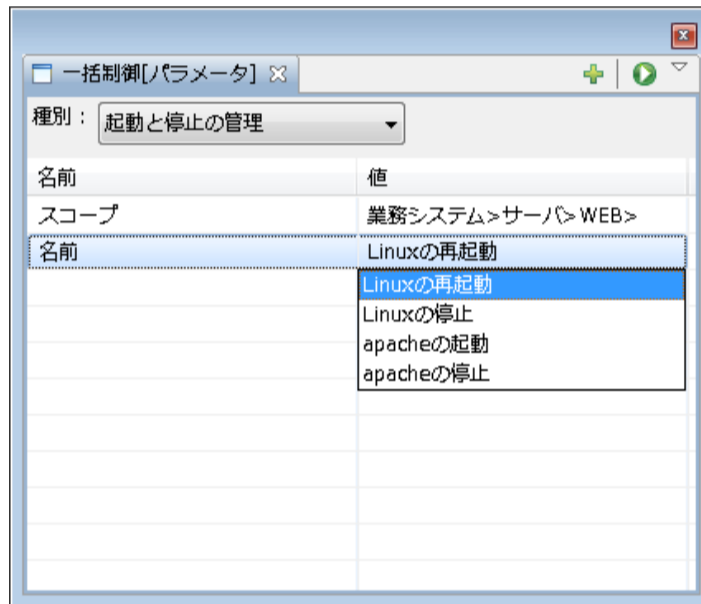 一括制御[パラメータ]
種別： 起動と停止の管理
名前 値
スコープ 業務システム>サーバ>WEB>
名前 Linuxの再起動
Linuxの再起動
Linuxの停止
apacheの起動
apacheの停止